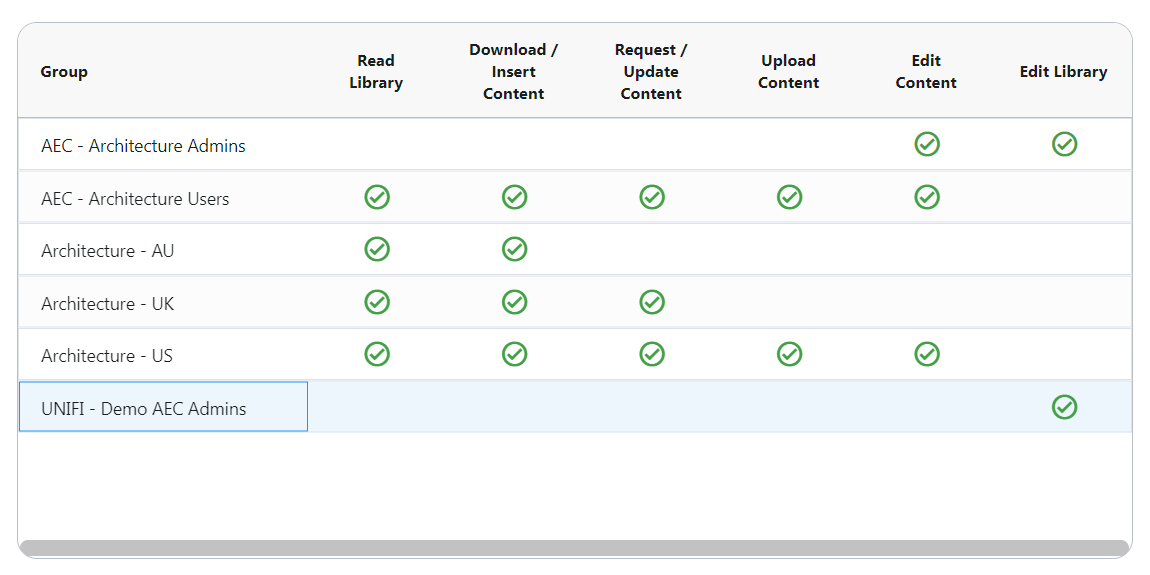 Group
Read
Library
Download /
Insert
Content
Request /
Update
Content
Upload
Content
Edit
Content
Edit Library
AEC - Architecture Admins
AEC - Architecture Users
Architecture - AU
Architecture - UK
Architecture - US
UNIFI - Demo AEC Admins